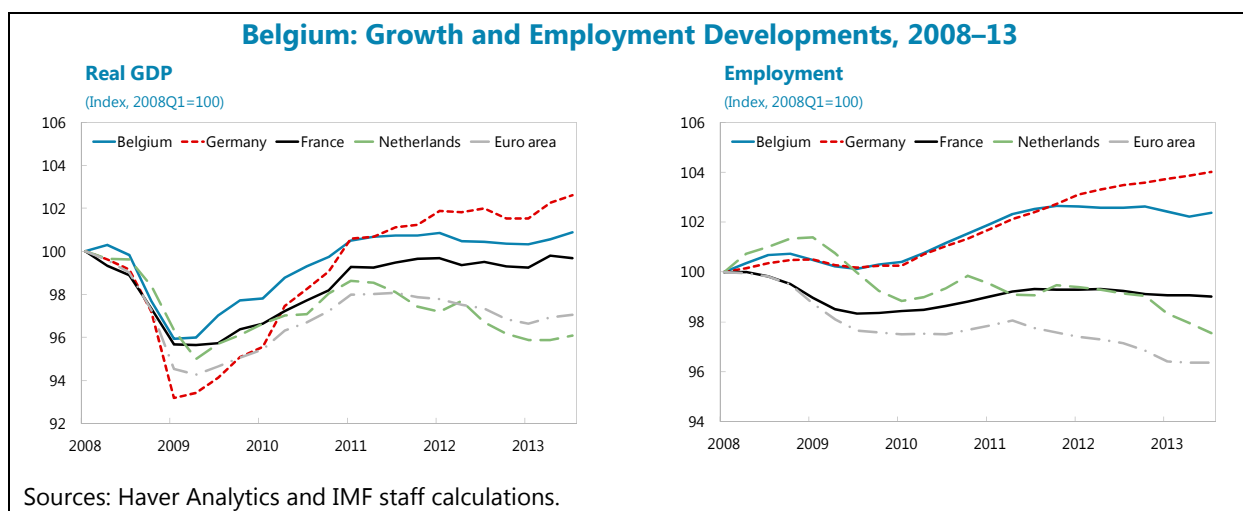 Belgium: Growth and Employment Developments, 2008–13
Real GDP
(Index, 2008Q1=100)
106
104
102
100
98
96
94
92
Belgium Germany France Netherlands Euro area
2008 2009 2010 2011 2012 2013
Employment
(Index, 2008Q1=100)
106
104
102
100
98
96
94
Belgium Germany France Netherlands Euro area
2008 2009 2010 2011 2012 2013
Sources: Haver Analytics and IMF staff calculations.